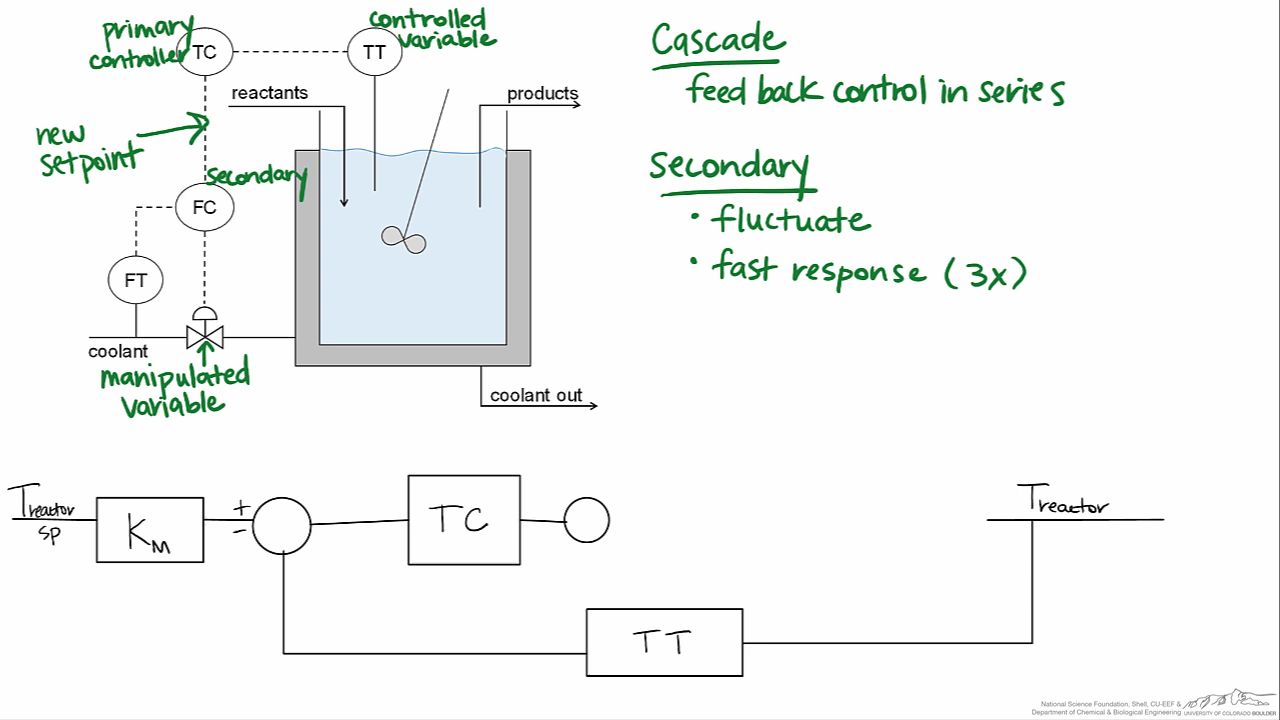 primary
controller
TC
TT
controlled
variable
reactants
products
new
setpoint
secondary
FC
FT
coolant
manipulated
variable
coolant out
Cascade
feed back control in series
Secondary
• fluctuate
• fast response (3x)
Treactor
sp
KM
+
-
TC
Treactor
TT
National Science Foundation, Shell, CU-EEF &
Department of Chemical & Biological Engineering
UNIVERSITY OF COLORADO BOULDER